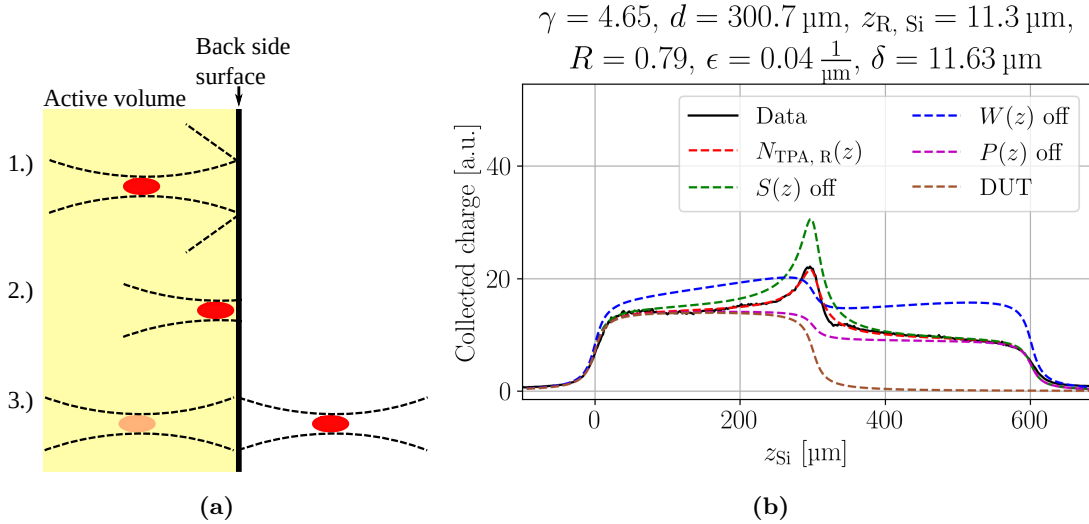 Back side
surface
Active volume
1.)
2.)
3.)
(a)
γ = 4.65, d = 300.7 µm, z_R, Si = 11.3 µm,
R = 0.79, ϵ = 0.04 1/µm, δ = 11.63 µm
Collected charge [a.u.]
40
20
0
Data
N_TPA, R(z)
S(z) off
W(z) off
P(z) off
DUT
0
200
400
600
z_Si [µm]
(b)